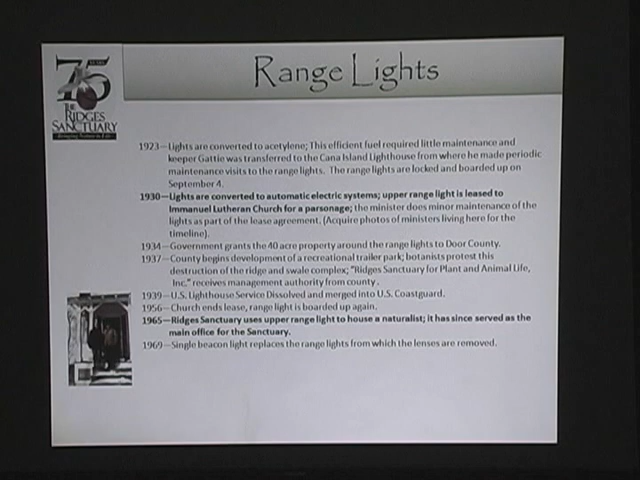 75
YEARS
THE
RIDGES
SANCTUARY
Range Lights
1923—Lights are converted to acetylene; This efficient fuel required little maintenance and
keeper Gattie was transferred to the Cana Island Lighthouse from where he made periodic
maintenance visits to the range lights. The range lights are locked and boarded up on
September 4.
1930—Lights are converted to automatic electric systems; upper range light is leased to
Immanuel Lutheran Church for a parsonage; the minister does minor maintenance of the
lights as part of the lease agreement. (Acquire photos of ministers living here for the
timeline).
1934—Government grants the 40 acre property around the range lights to Door County.
1937—County begins development of a recreational trailer park; botanists protest this
destruction of the ridge and swale complex; "Ridges Sanctuary for Plant and Animal Life,
Inc." receives management authority from county.
1939—U.S. Lighthouse Service Dissolved and merged into U.S. Coastguard.
1956—Church ends lease, range light is boarded up again.
1965—Ridges Sanctuary uses upper range light to house a naturalist; it has since served as the
main office for the Sanctuary.
1969—Single beacon light replaces the range lights from which the lenses are removed.